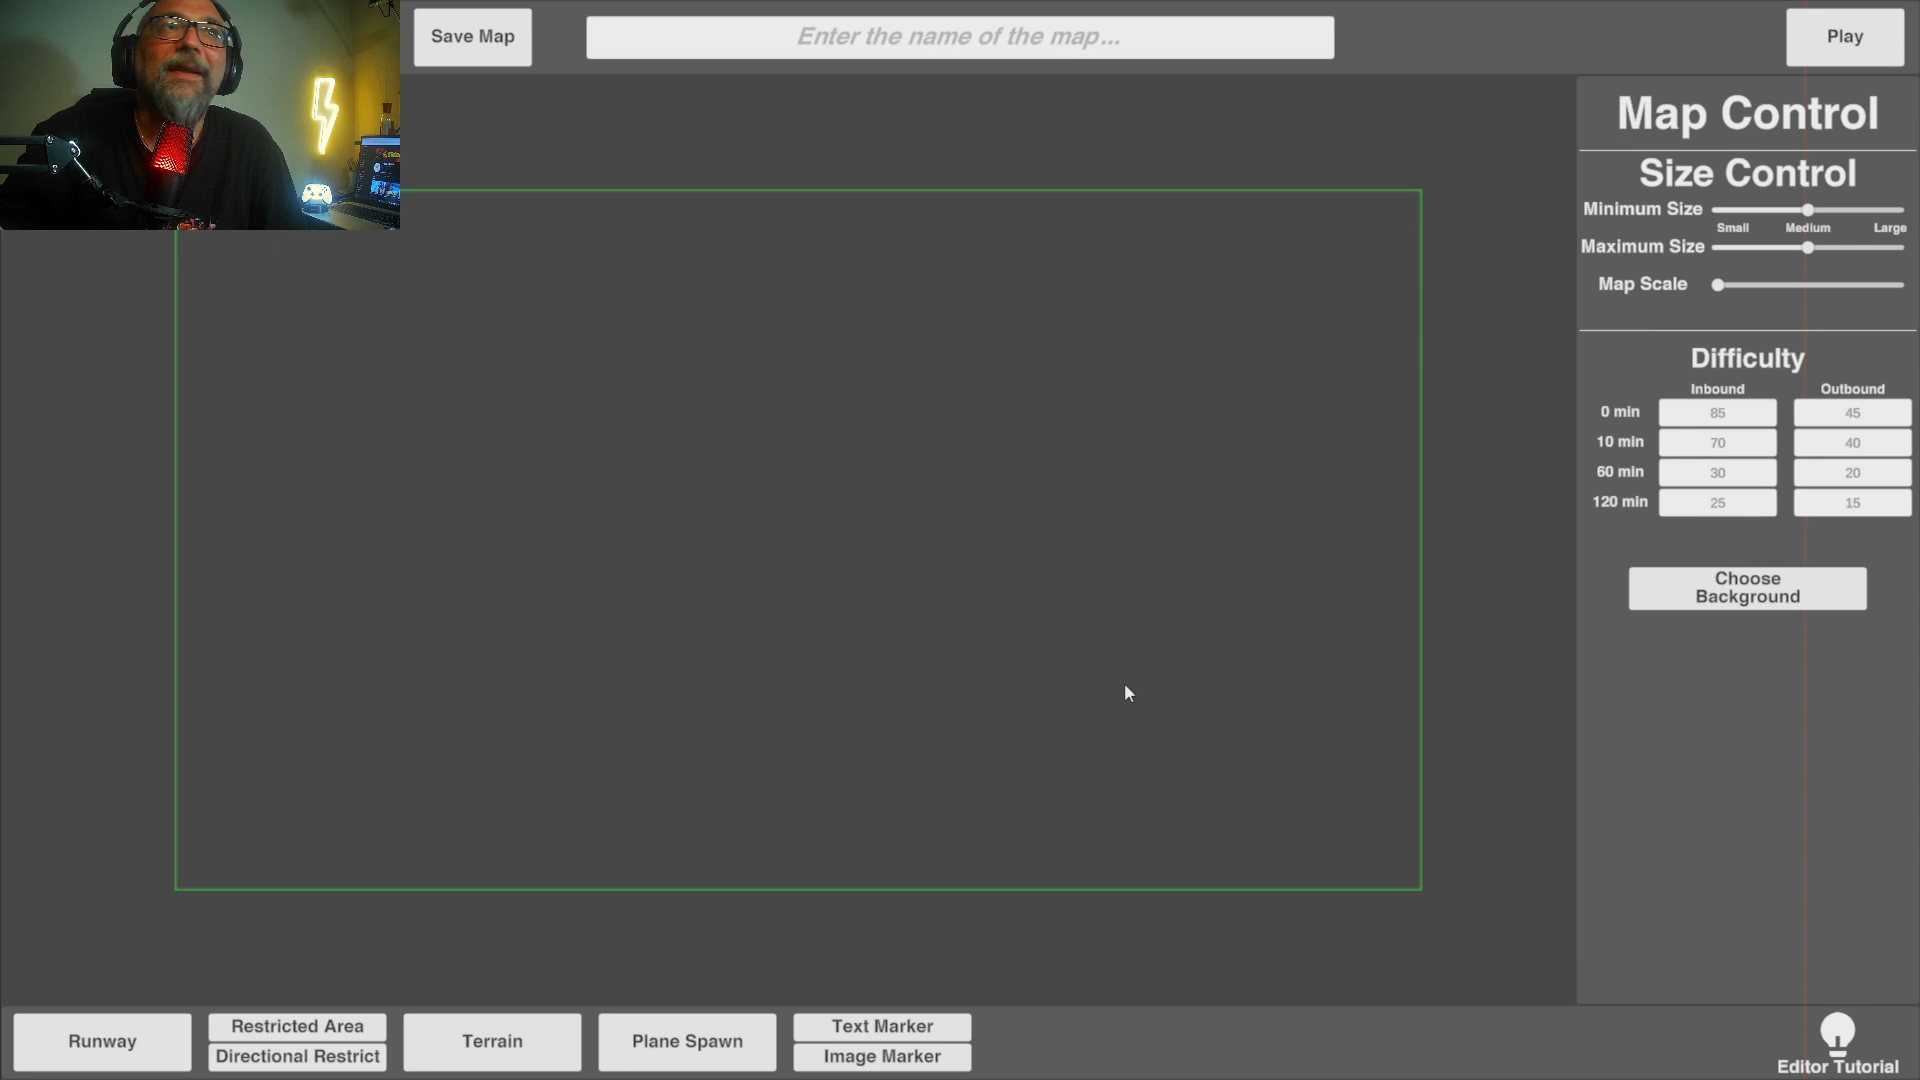 Save Map
Enter the name of the map...
Play
Map Control
Size Control
Minimum Size
Small Medium Large
Maximum Size
Map Scale
Difficulty
Inbound Outbound
0 min 85 45
10 min 70 40
60 min 30 20
120 min 25 15
Choose
Background
Runway
Restricted Area
Directional Restrict
Terrain
Plane Spawn
Text Marker
Image Marker
Editor Tutorial